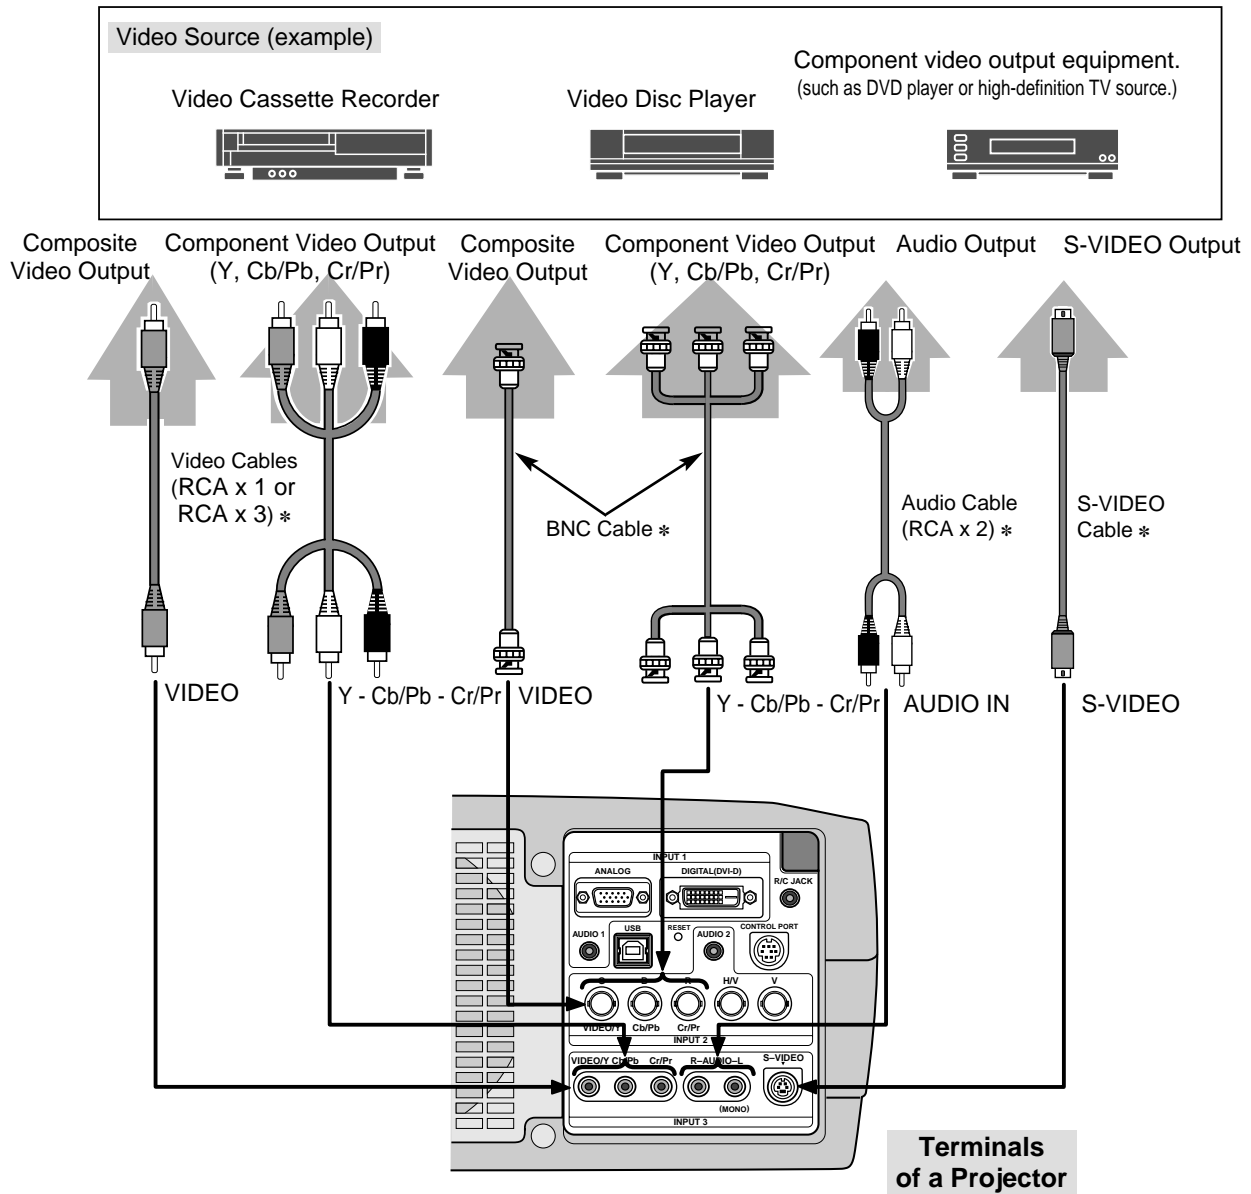 Video Source (example)
Component video output equipment.
(such as DVD player or high-definition TV source.)
Video Cassette Recorder
Video Disc Player
Composite
Video Output
Component Video Output
(Y, Cb/Pb, Cr/Pr)
Composite
Video Output
Component Video Output
(Y, Cb/Pb, Cr/Pr)
Audio Output
S-VIDEO Output
Video Cables
(RCA x 1 or
RCA x 3) *
BNC Cable *
Audio Cable
(RCA x 2) *
S-VIDEO
Cable *
VIDEO
Y - Cb/Pb - Cr/Pr
VIDEO
Y - Cb/Pb - Cr/Pr
AUDIO IN
S-VIDEO
INPUT 1
ANALOG
DIGITAL(DVI-D)
R/C JACK
AUDIO 1
USB
RESET
AUDIO 2
CONTROL PORT
G
B
R
H/V
V
VIDEO/Y
Cb/Pb
Cr/Pr
INPUT 2
VIDEO/Y
Cb/Pb
Cr/Pr
R–AUDIO–L
S–VIDEO
(MONO)
INPUT 3
Terminals
of a Projector